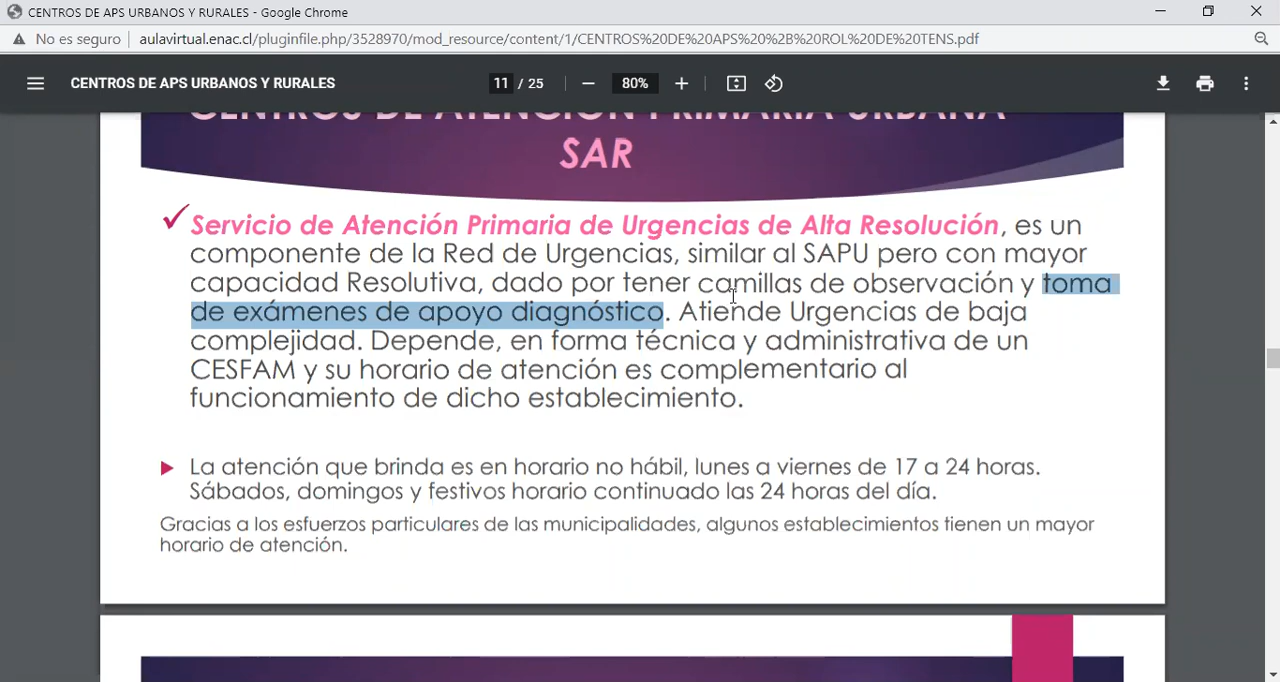 CENTROS DE APS URBANOS Y RURALES - Google Chrome
No es seguro | aulavirtual.enac.cl/pluginfile.php/3528970/mod_resource/content/1/CENTROS%20DE%20APS%20%2B%20ROL%20DE%20TENS.pdf
CENTROS DE APS URBANOS Y RURALES 11 / 25 80%
CENTROS DE ATENCIÓN PRIMARIA URBANA
SAR
Servicio de Atención Primaria de Urgencias de Alta Resolución, es un
componente de la Red de Urgencias, similar al SAPU pero con mayor
capacidad Resolutiva, dado por tener camillas de observación y toma
de exámenes de apoyo diagnóstico. Atiende Urgencias de baja
complejidad. Depende, en forma técnica y administrativa de un
CESFAM y su horario de atención es complementario al
funcionamiento de dicho establecimiento.
La atención que brinda es en horario no hábil, lunes a viernes de 17 a 24 horas.
Sábados, domingos y festivos horario continuado las 24 horas del día.
Gracias a los esfuerzos particulares de las municipalidades, algunos establecimientos tienen un mayor
horario de atención.